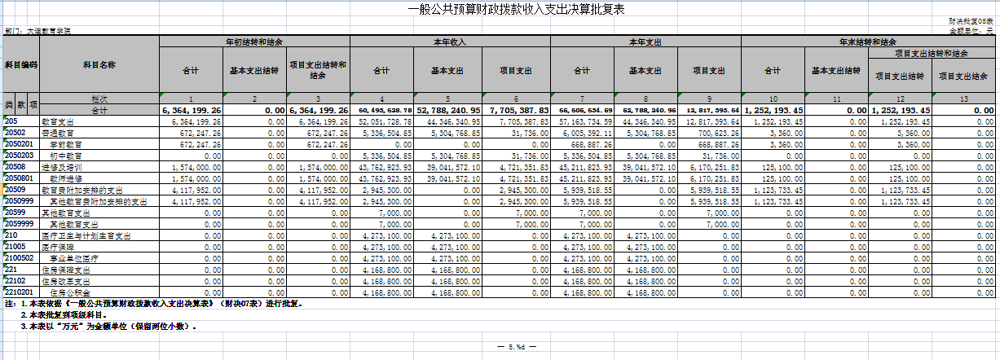 一般公共预算财政拨款收入支出决算批复表
财决批复05表
部门：大连教育学院 金额单位：元
科目编码 科目名称 年初结转和结余 本年收入 本年支出 年末结转和结余
合计 基本支出结转 项目支出结转和结余 合计 基本支出 项目支出 合计 基本支出 项目支出 合计 基本支出结转 项目支出结转和结余
项目支出结转 项目支出结余
类 款 项 栏次 1 2 3 4 5 6 7 8 9 10 11 12 13
合计 6,364,199.26 0.00 6,364,199.26 60,493,628.78 52,788,240.95 7,705,387.83 65,605,634.59 52,788,240.95 12,817,393.64 1,252,193.45 0.00 1,252,193.45 0.00
205 教育支出 6,364,199.26 0.00 6,364,199.26 52,051,728.78 44,346,340.95 7,705,387.83 57,163,734.59 44,346,340.95 12,817,393.64 1,252,193.45 0.00 1,252,193.45 0.00
20502 普通教育 672,247.26 0.00 672,247.26 5,336,504.85 5,304,768.85 31,736.00 6,005,392.11 5,304,768.85 700,623.26 3,360.00 0.00 3,360.00 0.00
2050201 学前教育 672,247.26 0.00 672,247.26 0.00 0.00 0.00 668,887.26 0.00 668,887.26 3,360.00 0.00 3,360.00 0.00
2050203 初中教育 0.00 0.00 0.00 5,336,504.85 5,304,768.85 31,736.00 5,336,504.85 5,304,768.85 31,736.00 0.00 0.00 0.00 0.00
20508 进修及培训 1,574,000.00 0.00 1,574,000.00 43,762,923.93 39,041,572.10 4,721,351.83 45,211,823.93 39,041,572.10 6,170,251.83 125,100.00 0.00 125,100.00 0.00
2050801 教师进修 1,574,000.00 0.00 1,574,000.00 43,762,923.93 39,041,572.10 4,721,351.83 45,211,823.93 39,041,572.10 6,170,251.83 125,100.00 0.00 125,100.00 0.00
20509 教育费附加安排的支出 4,117,952.00 0.00 4,117,952.00 2,945,300.00 0.00 2,945,300.00 5,939,518.55 0.00 5,939,518.55 1,123,733.45 0.00 1,123,733.45 0.00
2050999 其他教育费附加安排的支出 4,117,952.00 0.00 4,117,952.00 2,945,300.00 0.00 2,945,300.00 5,939,518.55 0.00 5,939,518.55 1,123,733.45 0.00 1,123,733.45 0.00
20599 其他教育支出 0.00 0.00 0.00 7,000.00 0.00 7,000.00 7,000.00 0.00 7,000.00 0.00 0.00 0.00 0.00
2059999 其他教育支出 0.00 0.00 0.00 7,000.00 0.00 7,000.00 7,000.00 0.00 7,000.00 0.00 0.00 0.00 0.00
210 医疗卫生与计划生育支出 0.00 0.00 0.00 4,273,100.00 4,273,100.00 0.00 4,273,100.00 4,273,100.00 0.00 0.00 0.00 0.00 0.00
21005 医疗保障 0.00 0.00 0.00 4,273,100.00 4,273,100.00 0.00 4,273,100.00 4,273,100.00 0.00 0.00 0.00 0.00 0.00
2100502 事业单位医疗 0.00 0.00 0.00 4,273,100.00 4,273,100.00 0.00 4,273,100.00 4,273,100.00 0.00 0.00 0.00 0.00 0.00
221 住房保障支出 0.00 0.00 0.00 4,168,800.00 4,168,800.00 0.00 4,168,800.00 4,168,800.00 0.00 0.00 0.00 0.00 0.00
22102 住房改革支出 0.00 0.00 0.00 4,168,800.00 4,168,800.00 0.00 4,168,800.00 4,168,800.00 0.00 0.00 0.00 0.00 0.00
2210201 住房公积金 0.00 0.00 0.00 4,168,800.00 4,168,800.00 0.00 4,168,800.00 4,168,800.00 0.00 0.00 0.00 0.00 0.00
注：1.本表依据《一般公共预算财政拨款收入支出决算表》（财决07表）进行批复。
2.本表批复到项级科目。
3.本表以“万元”为金额单位（保留两位小数）。
— 5.%d —